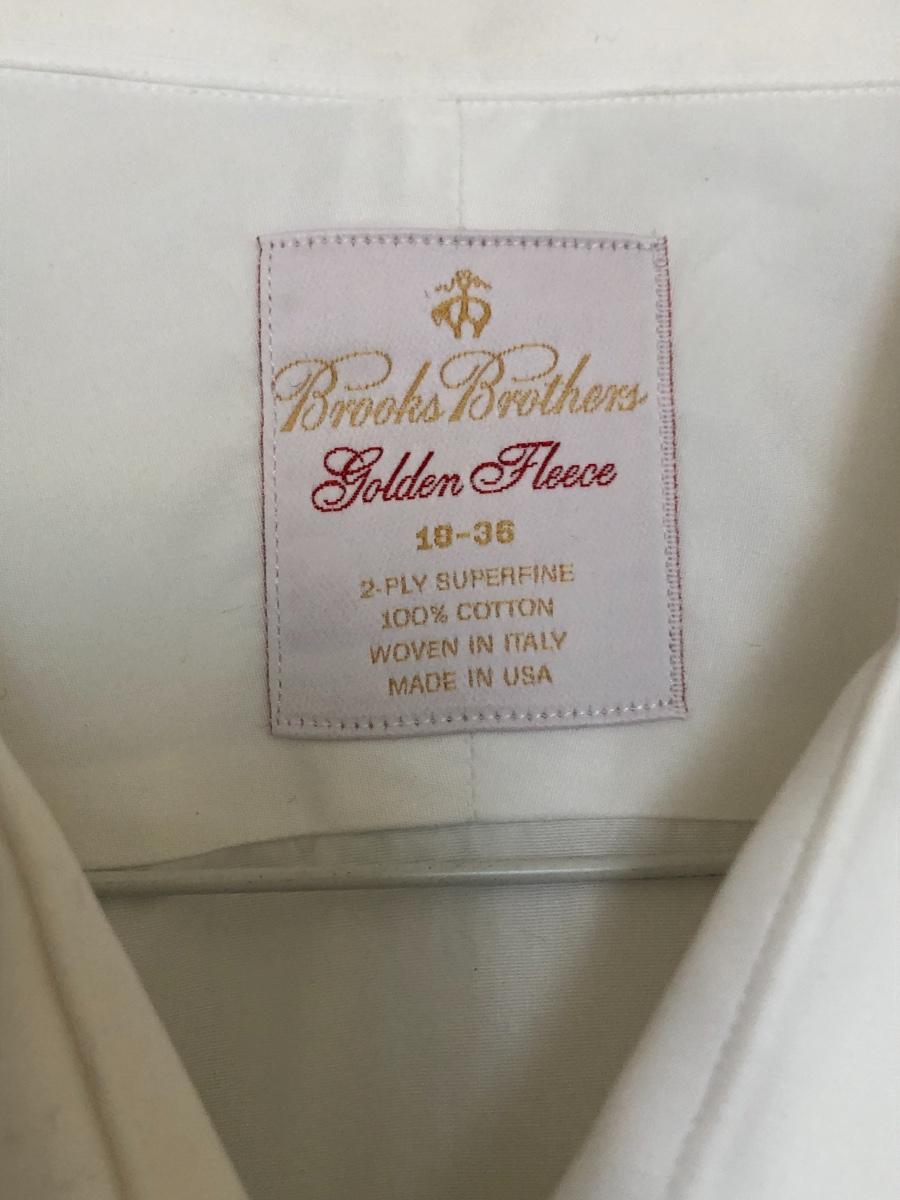 Brooks Brothers
Golden Fleece
18-36
2-PLY SUPERFINE
100% COTTON
WOVEN IN ITALY
MADE IN USA